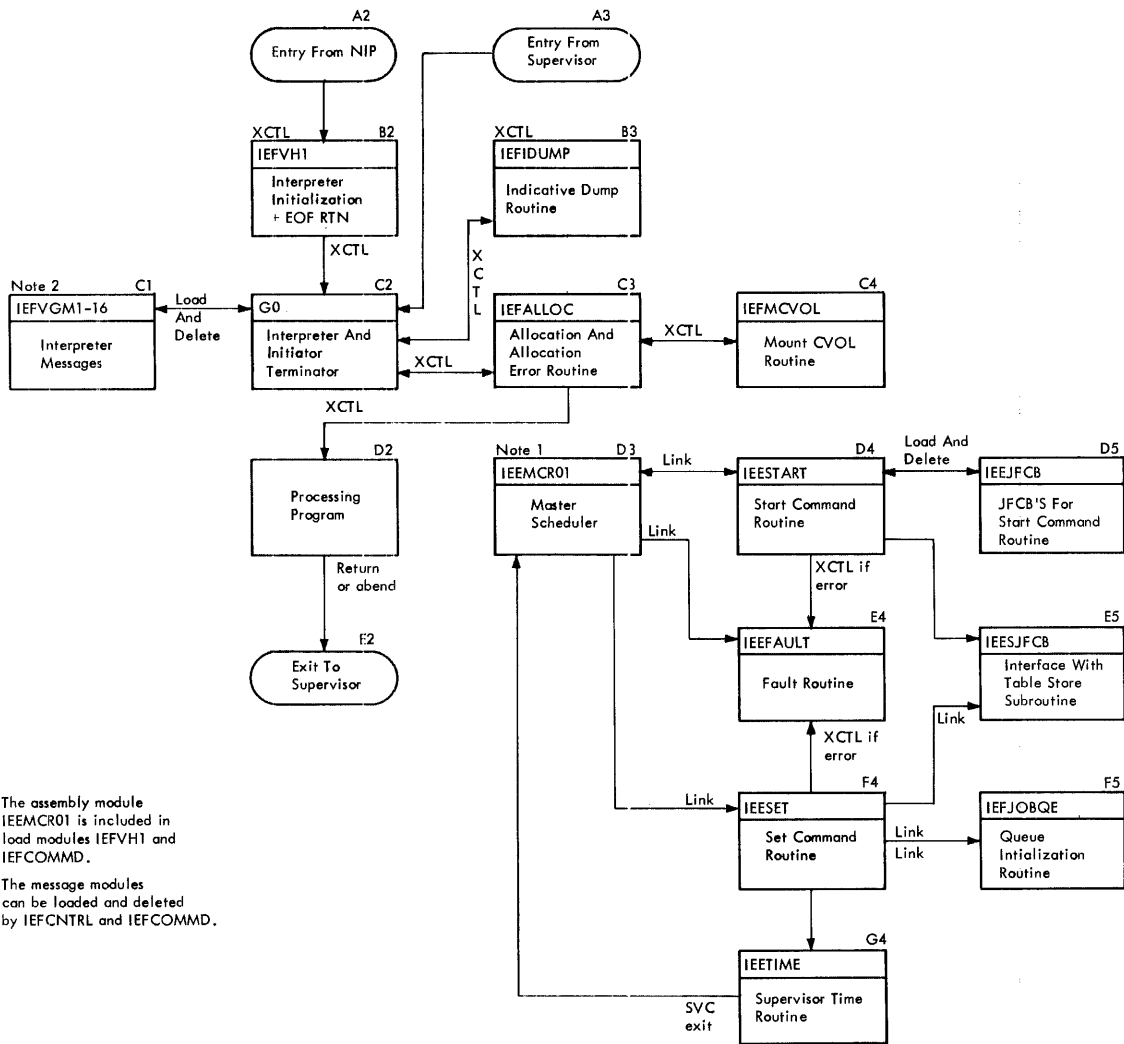 A2
Entry From NIP
A3
Entry From
Supervisor
XCTL
B2
IEFVH1
Interpreter
Initialization
+ EOF RTN
XCTL
B3
IEFIDUMP
Indicative Dump
Routine
XCTL
X
C
T
L
Note 2
C1
IEFVGM1-16
Interpreter
Messages
Load
And
Delete
C2
G0
Interpreter And
Initiator
Terminator
XCTL
C3
IEFALLOC
Allocation And
Allocation
Error Routine
XCTL
C4
IEFMCVOL
Mount CVOL
Routine
XCTL
D2
Processing
Program
Return
or abend
E2
Exit To
Supervisor
Note 1
D3
IEEMCR01
Master
Scheduler
Link
D4
IEESTART
Start Command
Routine
Load And
Delete
D5
IEEJFCB
JFCB'S For
Start Command
Routine
Link
XCTL if
error
E4
IEEFAULT
Fault Routine
E5
IEESJFCB
Interface With
Table Store
Subroutine
XCTL if
error
Link
Link
F4
IEESET
Set Command
Routine
Link
Link
F5
IEFJOBQE
Queue
Intialization
Routine
G4
IEETIME
Supervisor Time
Routine
SVC
exit
The assembly module
IEEMCR01 is included in
load modules IEFVH1 and
IEFCOMMD.
The message modules
can be loaded and deleted
by IEFCNTRL and IEFCOMMD.